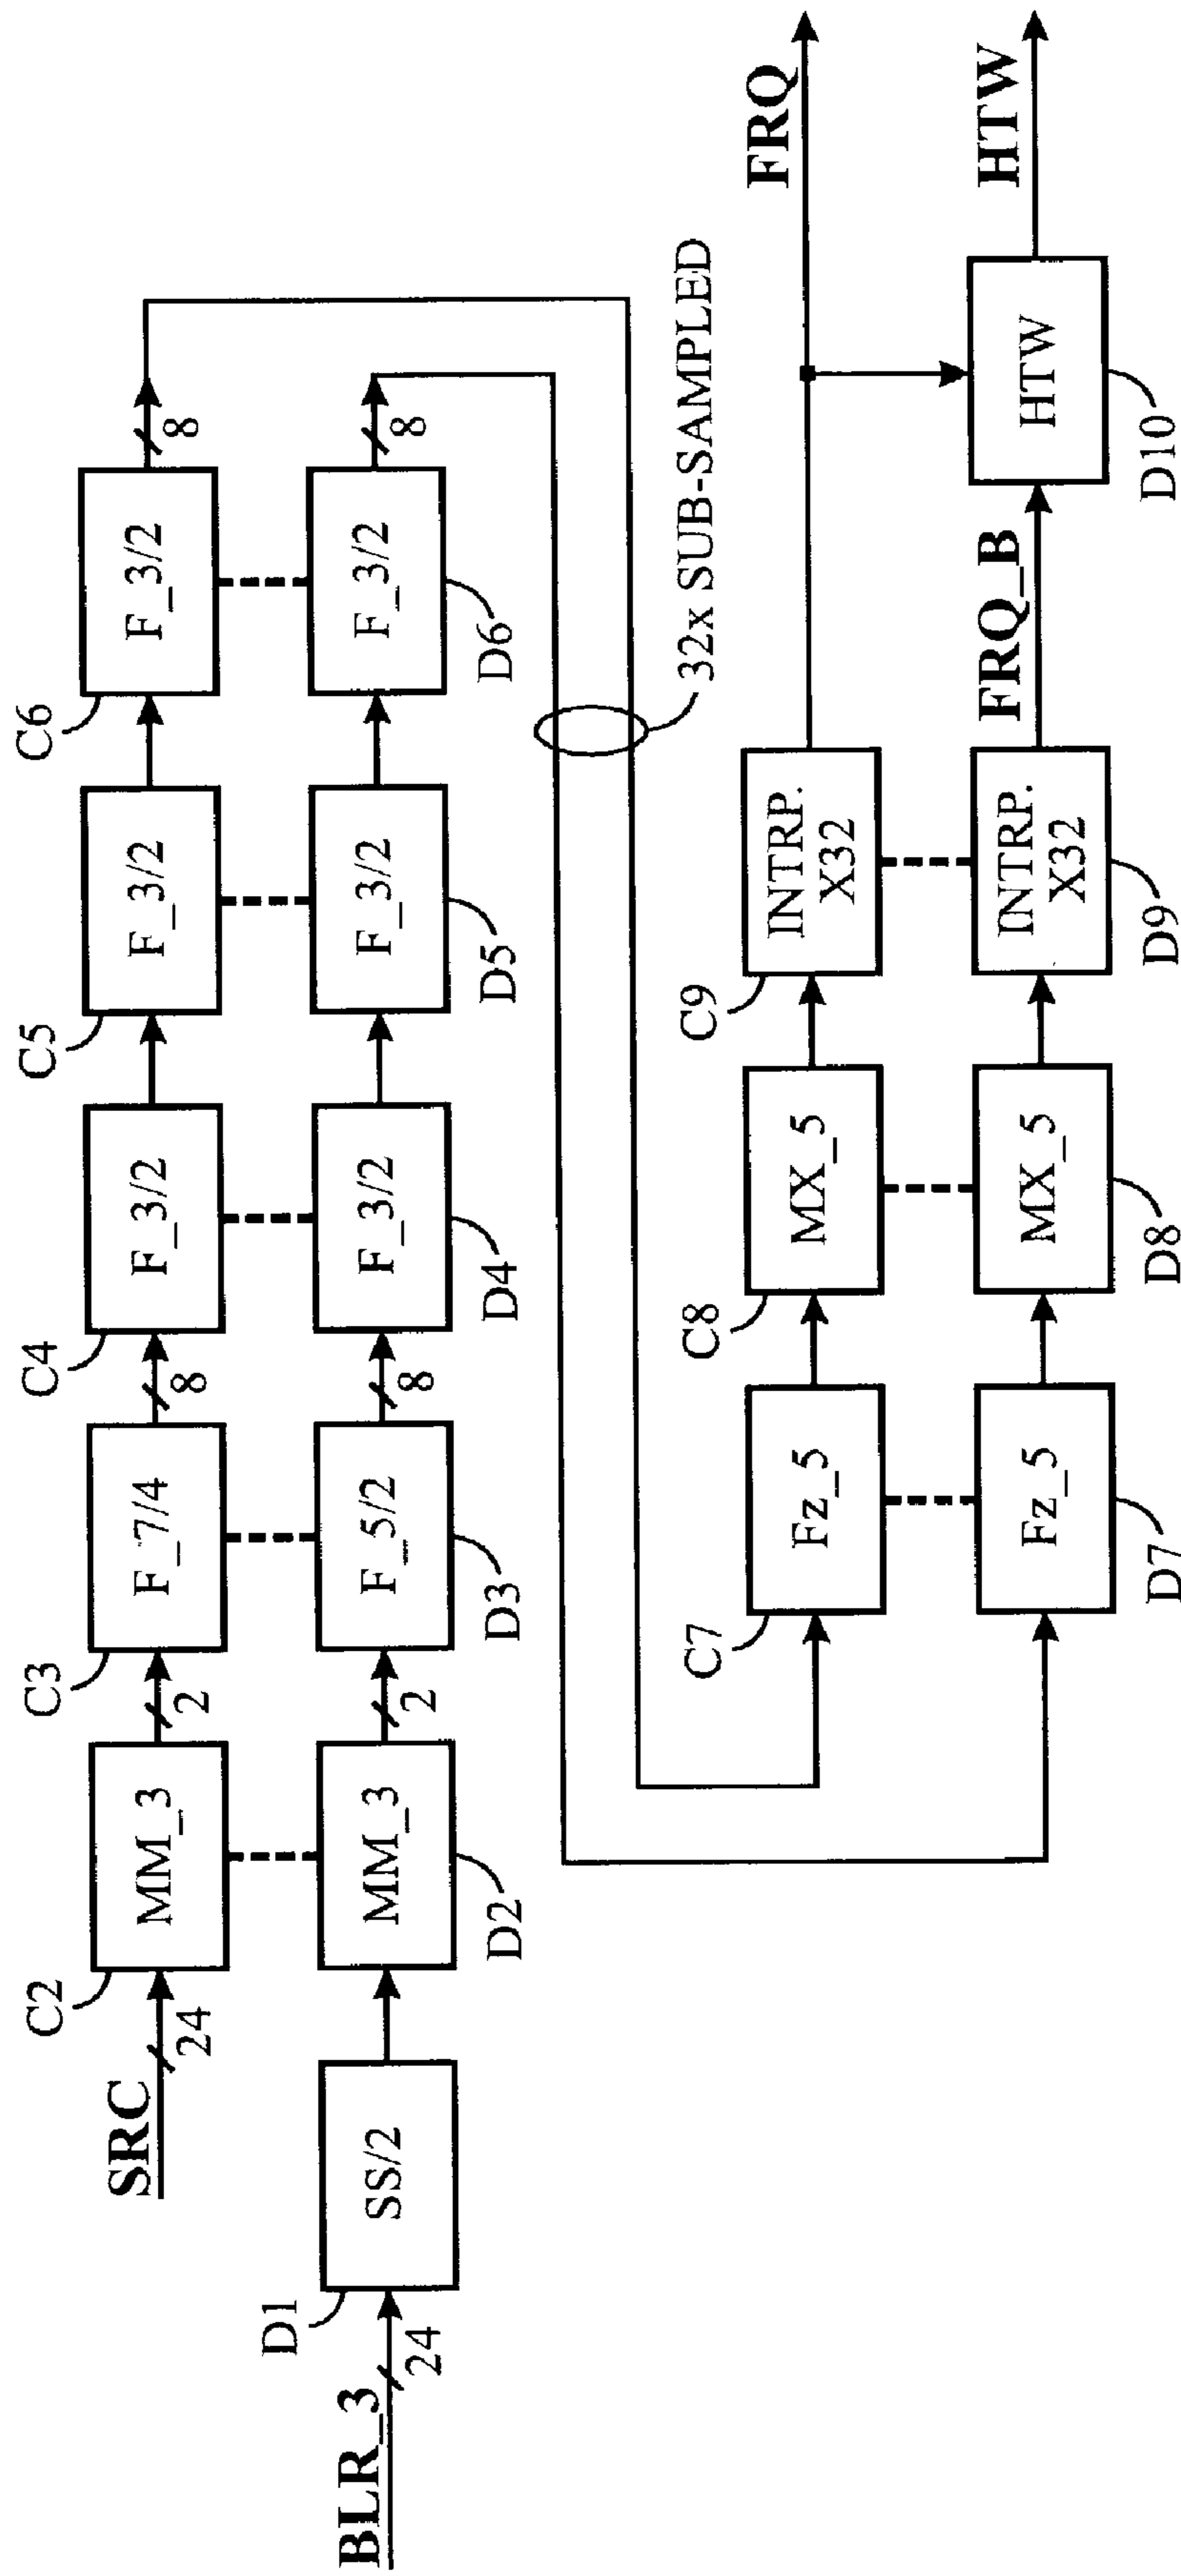 SRC
24
C2
MM_3
2
C3
F_7/4
8
C4
F_3/2
C5
F_3/2
C6
F_3/2
8
BLR_3
24
D1
SS/2
MM_3
D2
2
F_5/2
D3
8
F_3/2
D4
F_3/2
D5
F_3/2
D6
8
32x SUB-SAMPLED
C7
Fz_5
C8
MX_5
C9
INTRP.
X32
FRQ
Fz_5
D7
MX_5
D8
INTRP.
X32
D9
FRQ_B
HTW
D10
HTW